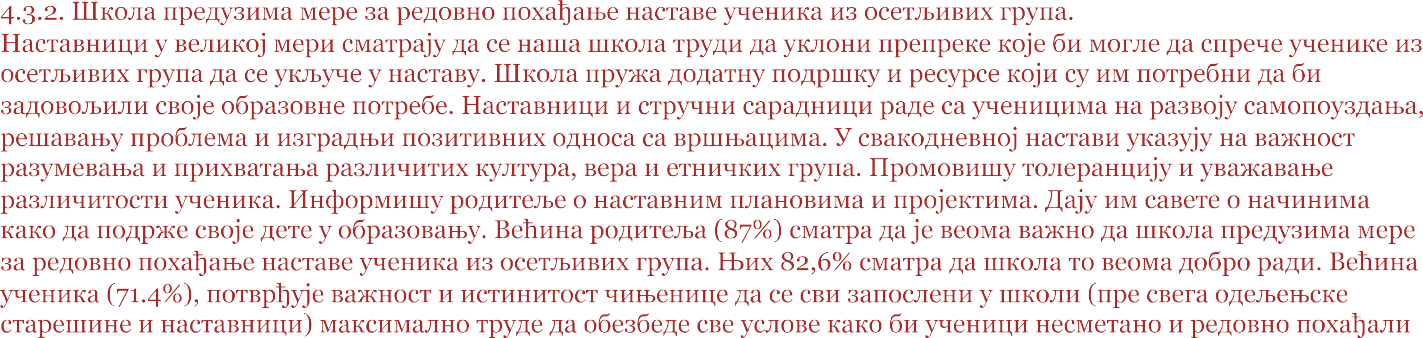 4.3.2. Школа предузима мере за редовно похађање наставе ученика из осетљивих група.
Наставници у великој мери сматрају да се наша школа труди да уклони препреке које би могле да спрече ученике из
осетљивих група да се укључе у наставу. Школа пружа додатну подршку и ресурсе који су им потребни да би
задовољили своје образовне потребе. Наставници и стручни сарадници раде са ученицима на развоју самопоуздања,
решавању проблема и изградњи позитивних односа са вршњацима. У свакодневној настави указују на важност
разумевања и прихватања различитих култура, вера и етничких група. Промовишу толеранцију и уважавање
различитости ученика. Информишу родитеље о наставним плановима и пројектима. Дају им савете о начинима
како да подрже своје дете у образовању. Већина родитеља (87%) сматра да је веома важно да школа предузима мере
за редовно похађање наставе ученика из осетљивих група. Њих 82,6% сматра да школа то веома добро ради. Већина
ученика (71.4%), потврђује важност и истинитост чињенице да се сви запослени у школи (пре свега одељењске
старешине и наставници) максимално труде да обезбеде све услове како би ученици несметано и редовно похађали